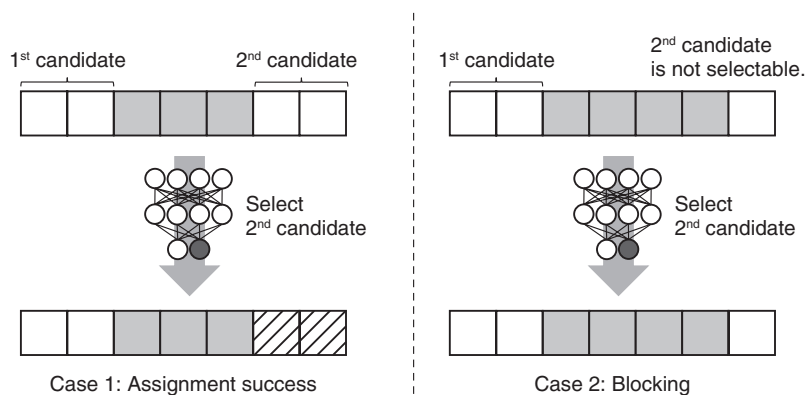 1st candidate
2nd candidate
Select
2nd candidate
Case 1: Assignment success
1st candidate
2nd candidate
is not selectable.
Select
2nd candidate
Case 2: Blocking